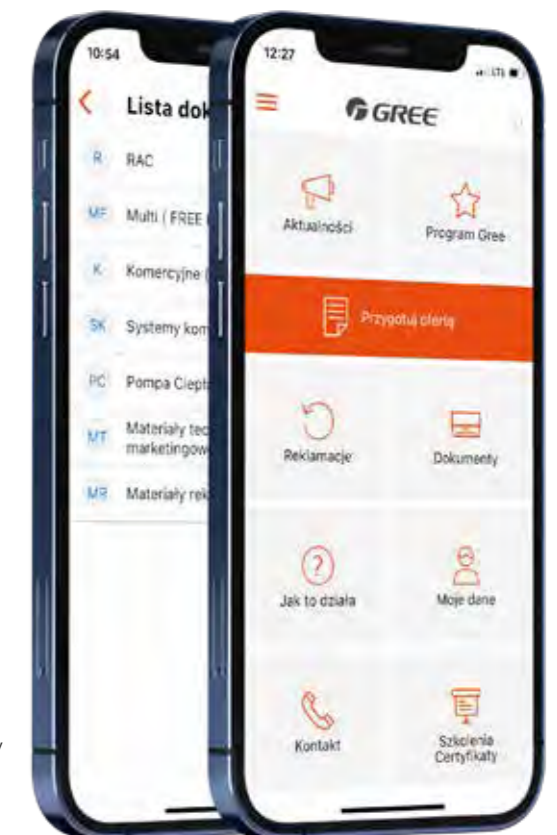 10:54
Lista dok
R RAC
MF Multi ( FREE
K Komercyjne
SK Systemy kom
PC Pompa Ciepł
MT Materiały tec
marketingow
MR Materiały rek
12:27
LTE
GREE
Aktualności
Program Gree
Przygotuj ofertę
Reklamacje
Dokumenty
Jak to działa
Moje dane
Kontakt
Szkolenia
Certyfikaty
y